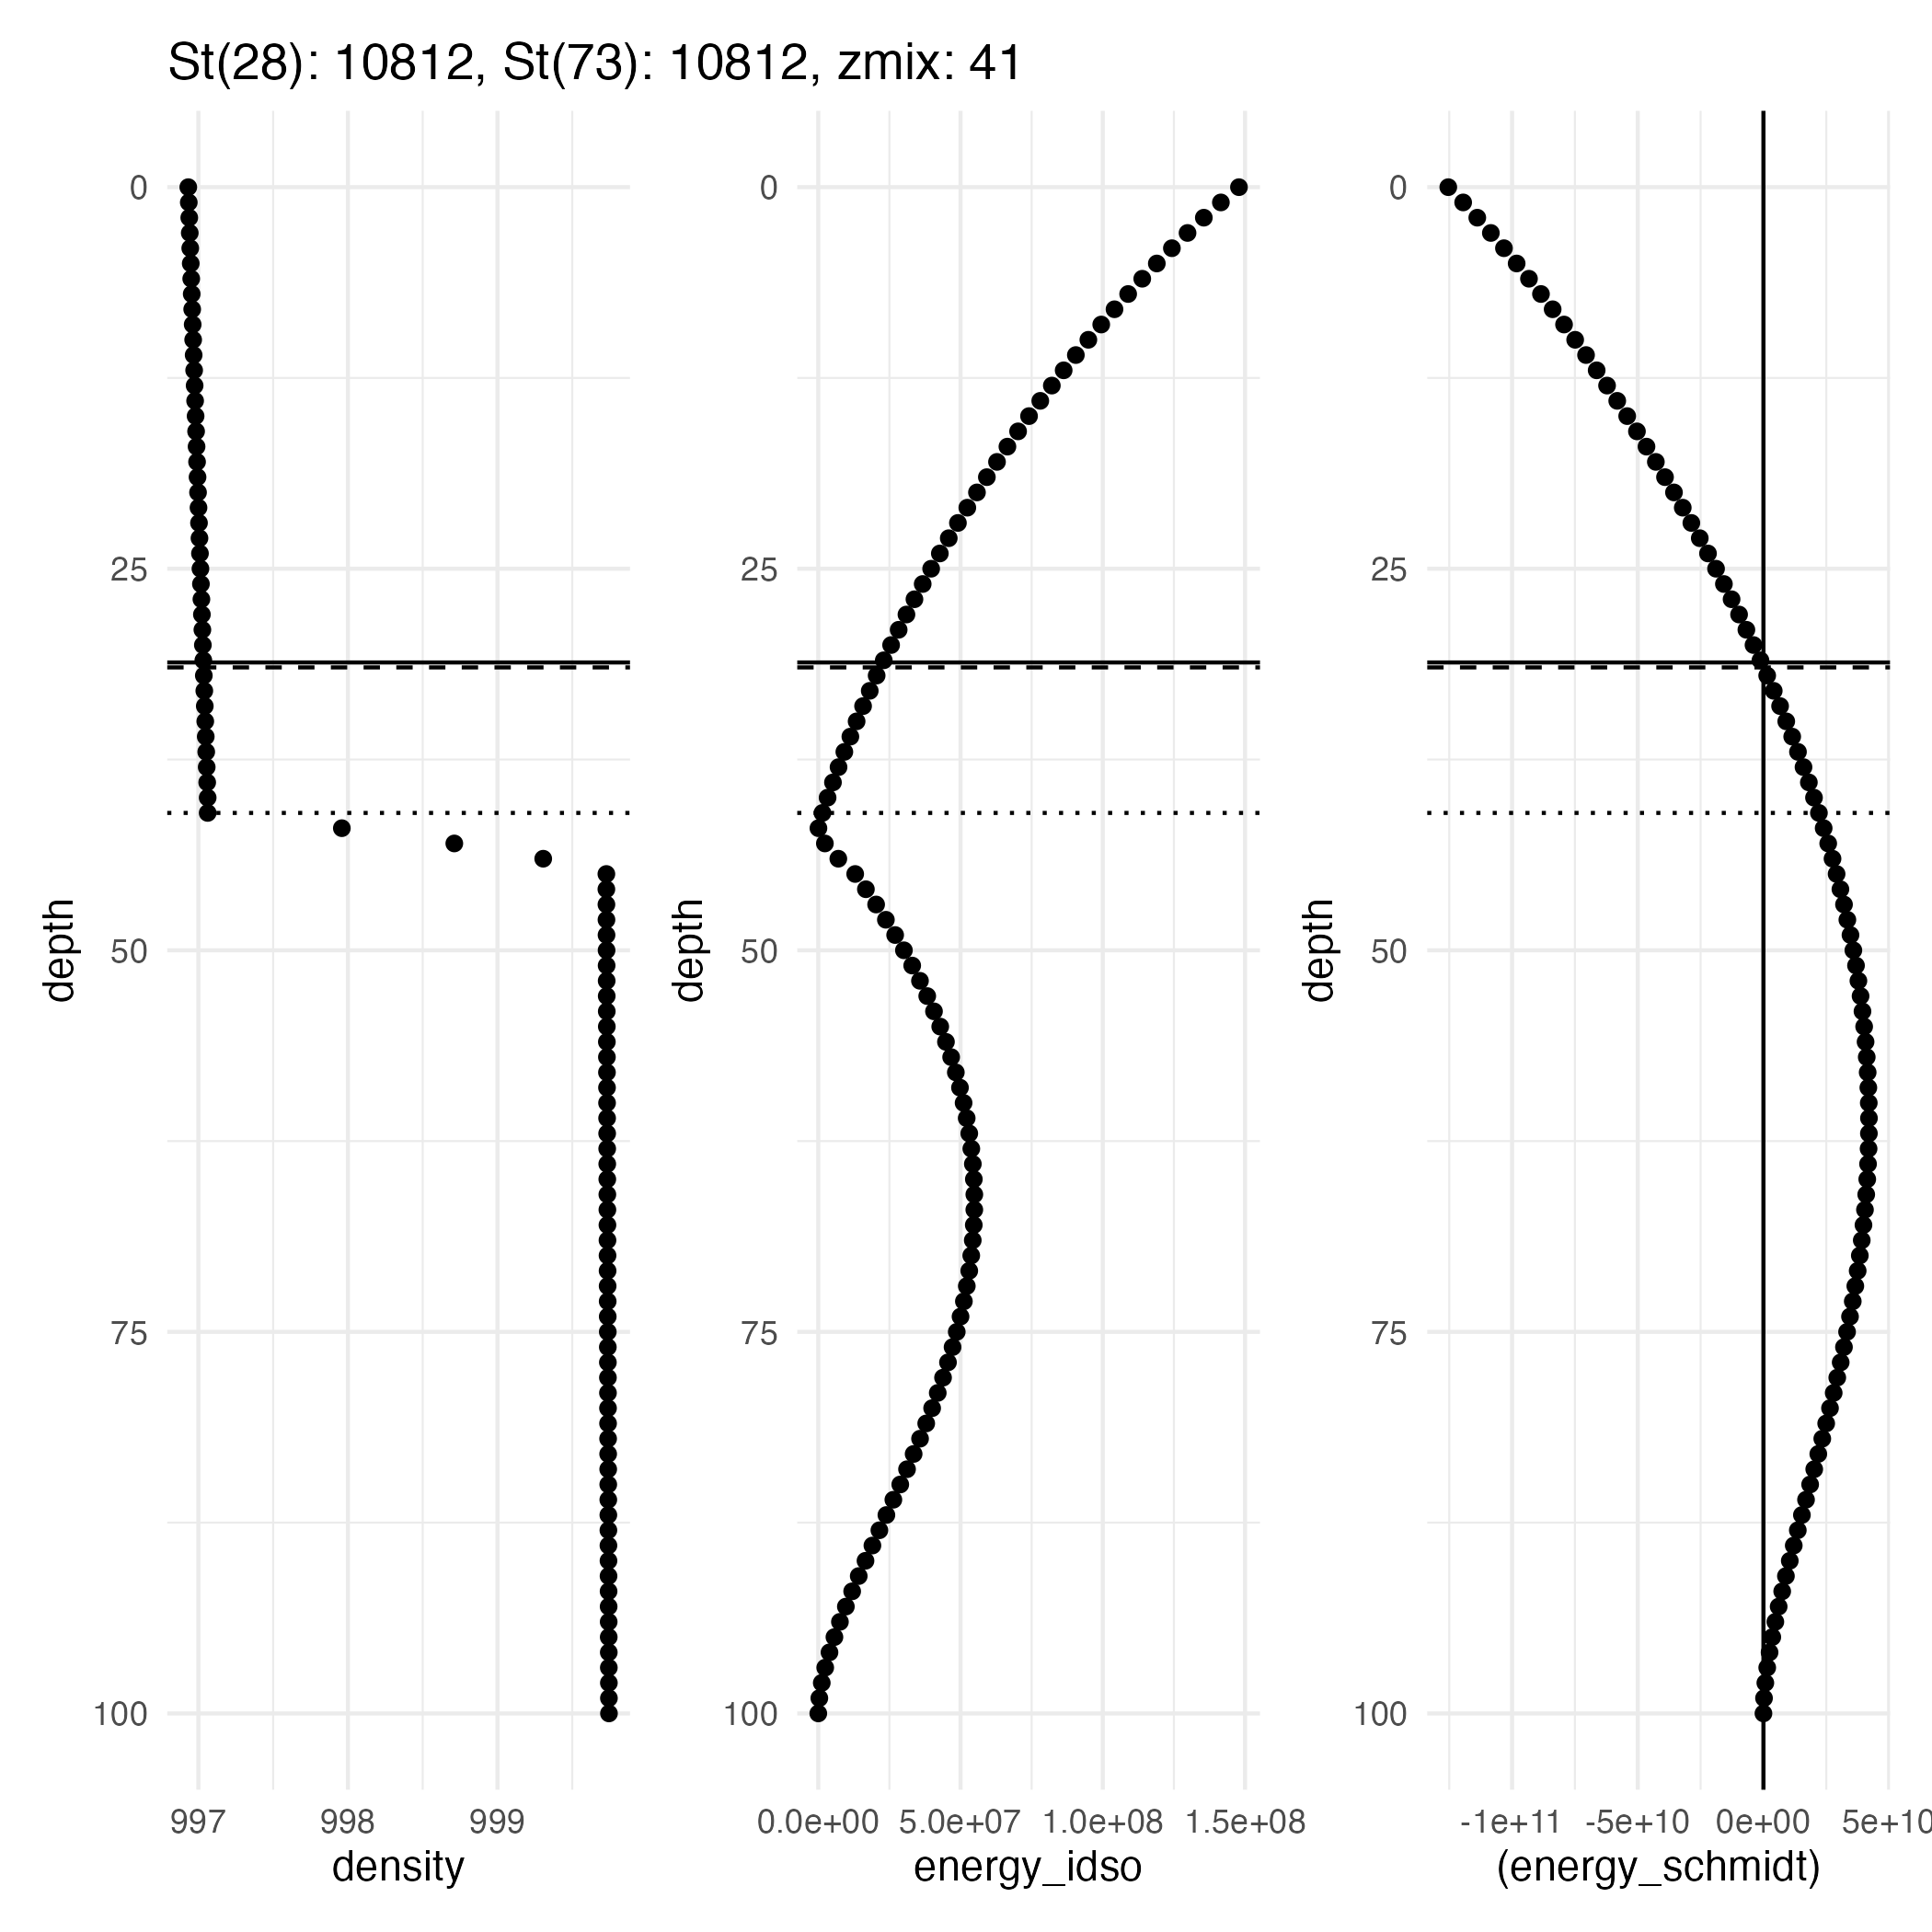 St(28): 10812, St(73): 10812, zmix: 41
0
25
50
75
100
depth
997 998 999
density
0
25
50
75
100
depth
0.0e+00 5.0e+07 1.0e+08 1.5e+08
energy_idso
0
25
50
75
100
depth
-1e+11 -5e+10 0e+00 5e+10
(energy_schmidt)